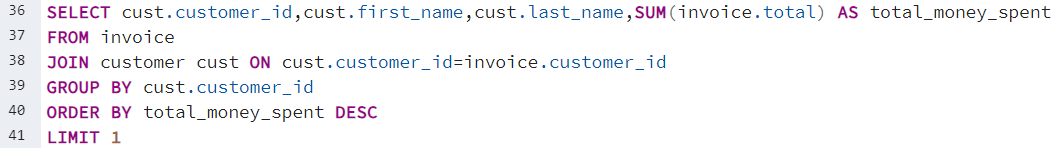 36 SELECT cust.customer_id,cust.first_name,cust.last_name,SUM(invoice.total) AS total_money_spent
37 FROM invoice
38 JOIN customer cust ON cust.customer_id=invoice.customer_id
39 GROUP BY cust.customer_id
40 ORDER BY total_money_spent DESC
41 LIMIT 1